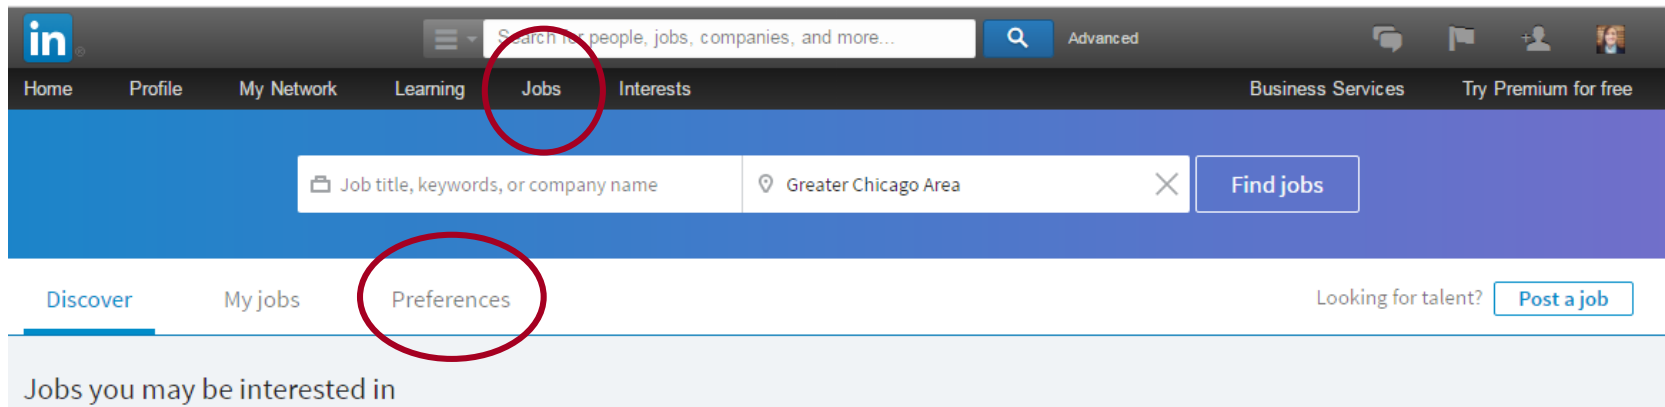 in®
Search for people, jobs, companies, and more...
Advanced
Home Profile My Network Learning Jobs Interests Business Services Try Premium for free
Job title, keywords, or company name Greater Chicago Area Find jobs
Discover My jobs Preferences Looking for talent? Post a job
Jobs you may be interested in